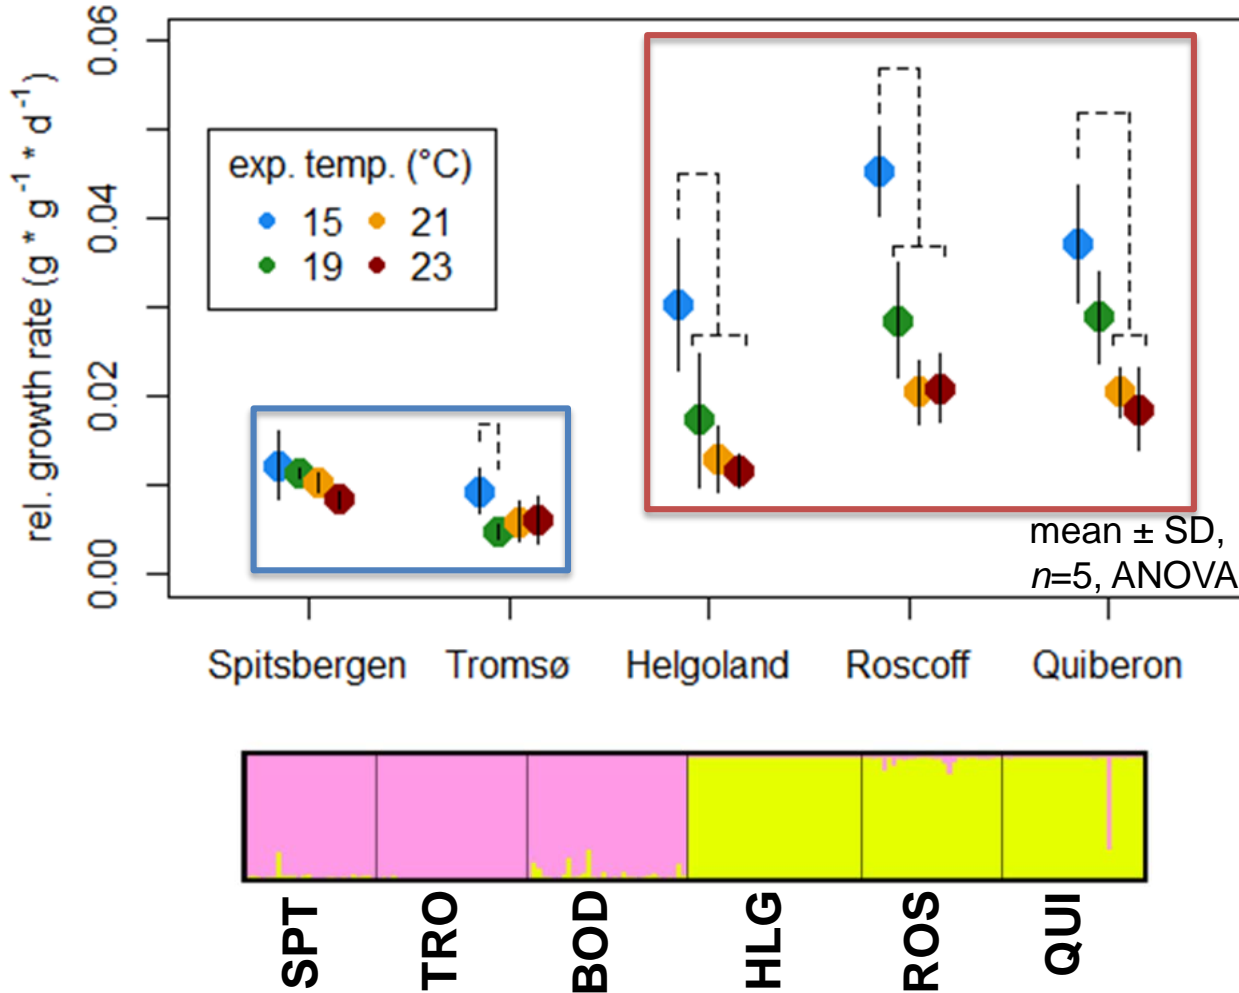 rel. growth rate (g * g⁻¹ * d⁻¹)
0.06
0.04
0.02
0.00
exp. temp. (°C)
15 21
19 23
mean ± SD,
n=5, ANOVA
Spitsbergen Tromsø Helgoland Roscoff Quiberon
SPT TRO BOD HLG ROS QUI